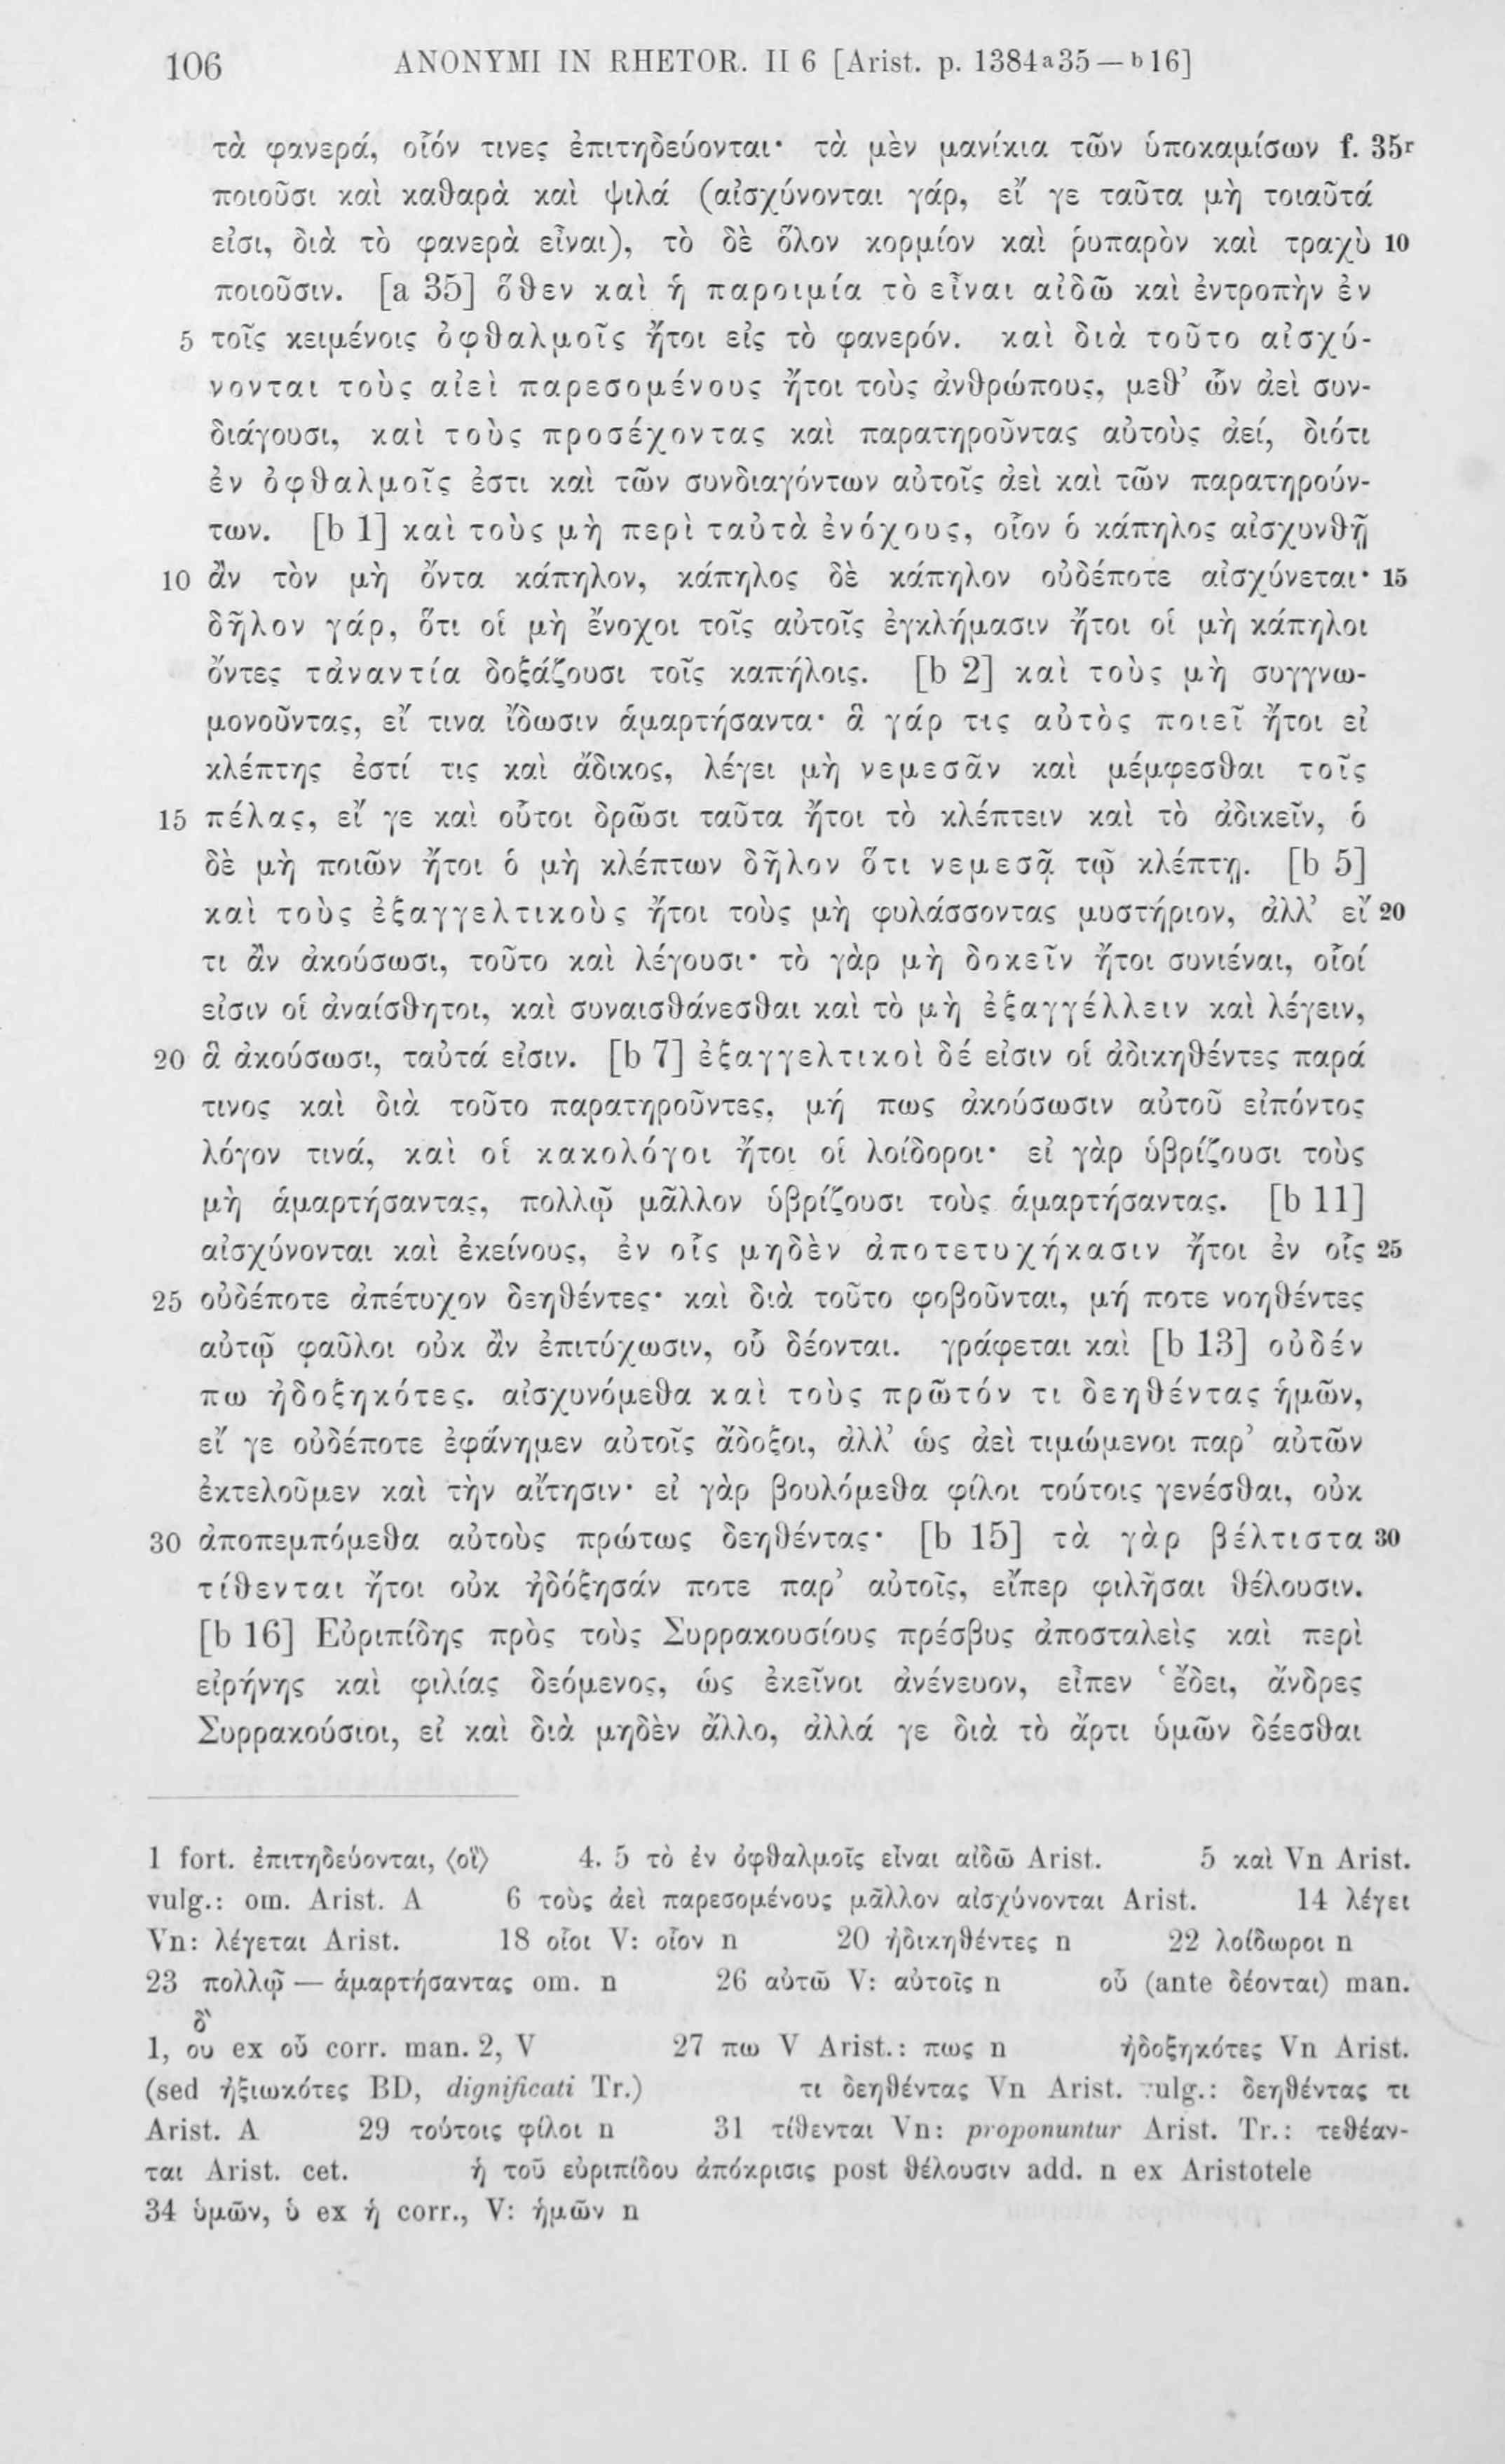 106 ANONYMI IN RHETOR. II 6 [Arist. p. 1384a35 — b16]
τὰ φανερά, οἷόν τινες ἐπιτηδεύονται· τὰ μὲν μανίκια τῶν ὑποκαμίσων f. 35r
ποιοῦσι καὶ καθαρὰ καὶ ψιλά (αἰσχύνονται γάρ, εἴ γε ταῦτα μὴ τοιαῦτά
εἰσι, διὰ τὸ φανερὰ εἶναι), τὸ δὲ ὅλον κορμίον καὶ ῥυπαρὸν καὶ τραχὺ 10
ποιοῦσιν. [a 35] ὅθεν καὶ ἡ παροιμία τὸ εἶναι αἰδῶ καὶ ἐντροπὴν ἐν
5 τοῖς κειμένοις ὀφθαλμοῖς ἤτοι εἰς τὸ φανερόν. καὶ διὰ τοῦτο αἰσχύ-
νονται τοὺς αἰεὶ παρεσομένους ἤτοι τοὺς ἀνθρώπους, μεθ’ ὧν ἀεὶ συν-
διάγουσι, καὶ τοὺς προσέχοντας καὶ παρατηροῦντας αὐτοὺς ἀεί, διότι
ἐν ὀφθαλμοῖς ἐστι καὶ τῶν συνδιαγόντων αὐτοῖς ἀεὶ καὶ τῶν παρατηρούν-
των. [b 1] καὶ τοὺς μὴ περὶ ταὐτὰ ἐνόχους, οἷον ὁ κάπηλος αἰσχυνθῇ
10 ἂν τὸν μὴ ὄντα κάπηλον, κάπηλος δὲ κάπηλον οὐδέποτε αἰσχύνεται· 15
δῆλον γάρ, ὅτι οἱ μὴ ἔνοχοι τοῖς αὐτοῖς ἐγκλήμασιν ἤτοι οἱ μὴ κάπηλοι
ὄντες τἀναντία δοξάζουσι τοῖς καπήλοις. [b 2] καὶ τοὺς μὴ συγγνω-
μονοῦντας, εἴ τινα ἴδωσιν ἁμαρτήσαντα· ἃ γάρ τις αὐτὸς ποιεῖ ἤτοι εἰ
κλέπτης ἐστί τις καὶ ἄδικος, λέγει μὴ νεμεσᾶν καὶ μέμφεσθαι τοῖς
15 πέλας, εἴ γε καὶ οὗτοι δρῶσι ταῦτα ἤτοι τὸ κλέπτειν καὶ τὸ ἀδικεῖν, ὁ
δὲ μὴ ποιῶν ἤτοι ὁ μὴ κλέπτων δῆλον ὅτι νεμεσᾷ τῷ κλέπτῃ. [b 5]
καὶ τοὺς ἐξαγγελτικοὺς ἤτοι τοὺς μὴ φυλάσσοντας μυστήριον, ἀλλ’ εἴ 20
τι ἂν ἀκούσωσι, τοῦτο καὶ λέγουσι· τὸ γὰρ μὴ δοκεῖν ἤτοι συνιέναι, οἷοί
εἰσιν οἱ ἀναίσθητοι, καὶ συναισθάνεσθαι καὶ τὸ μὴ ἐξαγγέλλειν καὶ λέγειν,
20 ἃ ἀκούσωσι, ταὐτά εἰσιν. [b 7] ἐξαγγελτικοὶ δέ εἰσιν οἱ ἀδικηθέντες παρά
τινος καὶ διὰ τοῦτο παρατηροῦντες, μή πως ἀκούσωσιν αὐτοῦ εἰπόντος
λόγον τινά, καὶ οἱ κακολόγοι ἤτοι οἱ λοίδοροι· εἰ γὰρ ὑβρίζουσι τοὺς
μὴ ἁμαρτήσαντας, πολλῷ μᾶλλον ὑβρίζουσι τοὺς ἁμαρτήσαντας. [b 11]
αἰσχύνονται καὶ ἐκείνους, ἐν οἷς μηδὲν ἀποτετυχήκασιν ἤτοι ἐν οἷς 25
25 οὐδέποτε ἀπέτυχον δεηθέντες· καὶ διὰ τοῦτο φοβοῦνται, μή ποτε νοηθέντες
αὐτῷ φαῦλοι οὐκ ἂν ἐπιτύχωσιν, οὗ δέονται. γράφεται καὶ [b 13] οὐδέν
πω ἠδοξηκότες. αἰσχυνόμεθα καὶ τοὺς πρῶτόν τι δεηθέντας ἡμῶν,
εἴ γε οὐδέποτε ἐφάνημεν αὐτοῖς ἄδοξοι, ἀλλ’ ὡς ἀεὶ τιμώμενοι παρ’ αὐτῶν
ἐκτελοῦμεν καὶ τὴν αἴτησιν· εἰ γὰρ βουλόμεθα φίλοι τούτοις γενέσθαι, οὐκ
30 ἀποπεμπόμεθα αὐτοὺς πρώτως δεηθέντας· [b 15] τὰ γὰρ βέλτιστα 30
τίθενται ἤτοι οὐκ ἠδόξησάν ποτε παρ’ αὐτοῖς, εἴπερ φιλῆσαι θέλουσιν.
[b 16] Εὐριπίδης πρὸς τοὺς Συρρακουσίους πρέσβυς ἀποσταλεὶς καὶ περὶ
εἰρήνης καὶ φιλίας δεόμενος, ὡς ἐκεῖνοι ἀνένευον, εἶπεν ‘ἔδει, ἄνδρες
Συρρακούσιοι, εἰ καὶ διὰ μηδὲν ἄλλο, ἀλλά γε διὰ τὸ ἄρτι ὑμῶν δέεσθαι
1 fort. ἐπιτηδεύονται, ⟨οἳ⟩ 4. 5 τὸ ἐν ὀφθαλμοῖς εἶναι αἰδῶ Arist. 5 καὶ Vn Arist.
vulg.: om. Arist. A 6 τοὺς ἀεὶ παρεσομένους μᾶλλον αἰσχύνονται Arist. 14 λέγει
Vn: λέγεται Arist. 18 οἷοι V: οἷον n 20 ἠδικηθέντες n 22 λοίδωροι n
23 πολλῷ — ἁμαρτήσαντας om. n 26 αὐτῶ V: αὐτοῖς n οὗ (ante δέονται) man.
δ̓
1, ου ex οὗ corr. man. 2, V 27 πω V Arist.: πως n ἠδοξηκότες Vn Arist.
(sed ἠξιωκότες BD, dignificati Tr.) τι δεηθέντας Vn Arist. vulg.: δεηθέντας τι
Arist. A 29 τούτοις φίλοι n 31 τίθενται Vn: proponuntur Arist. Tr.: τεθέαν-
ται Arist. cet. ἡ τοῦ εὐριπίδου ἀπόκρισις post θέλουσιν add. n ex Aristotele
34 ὑμῶν, ὑ ex ἡ corr., V: ἡμῶν n